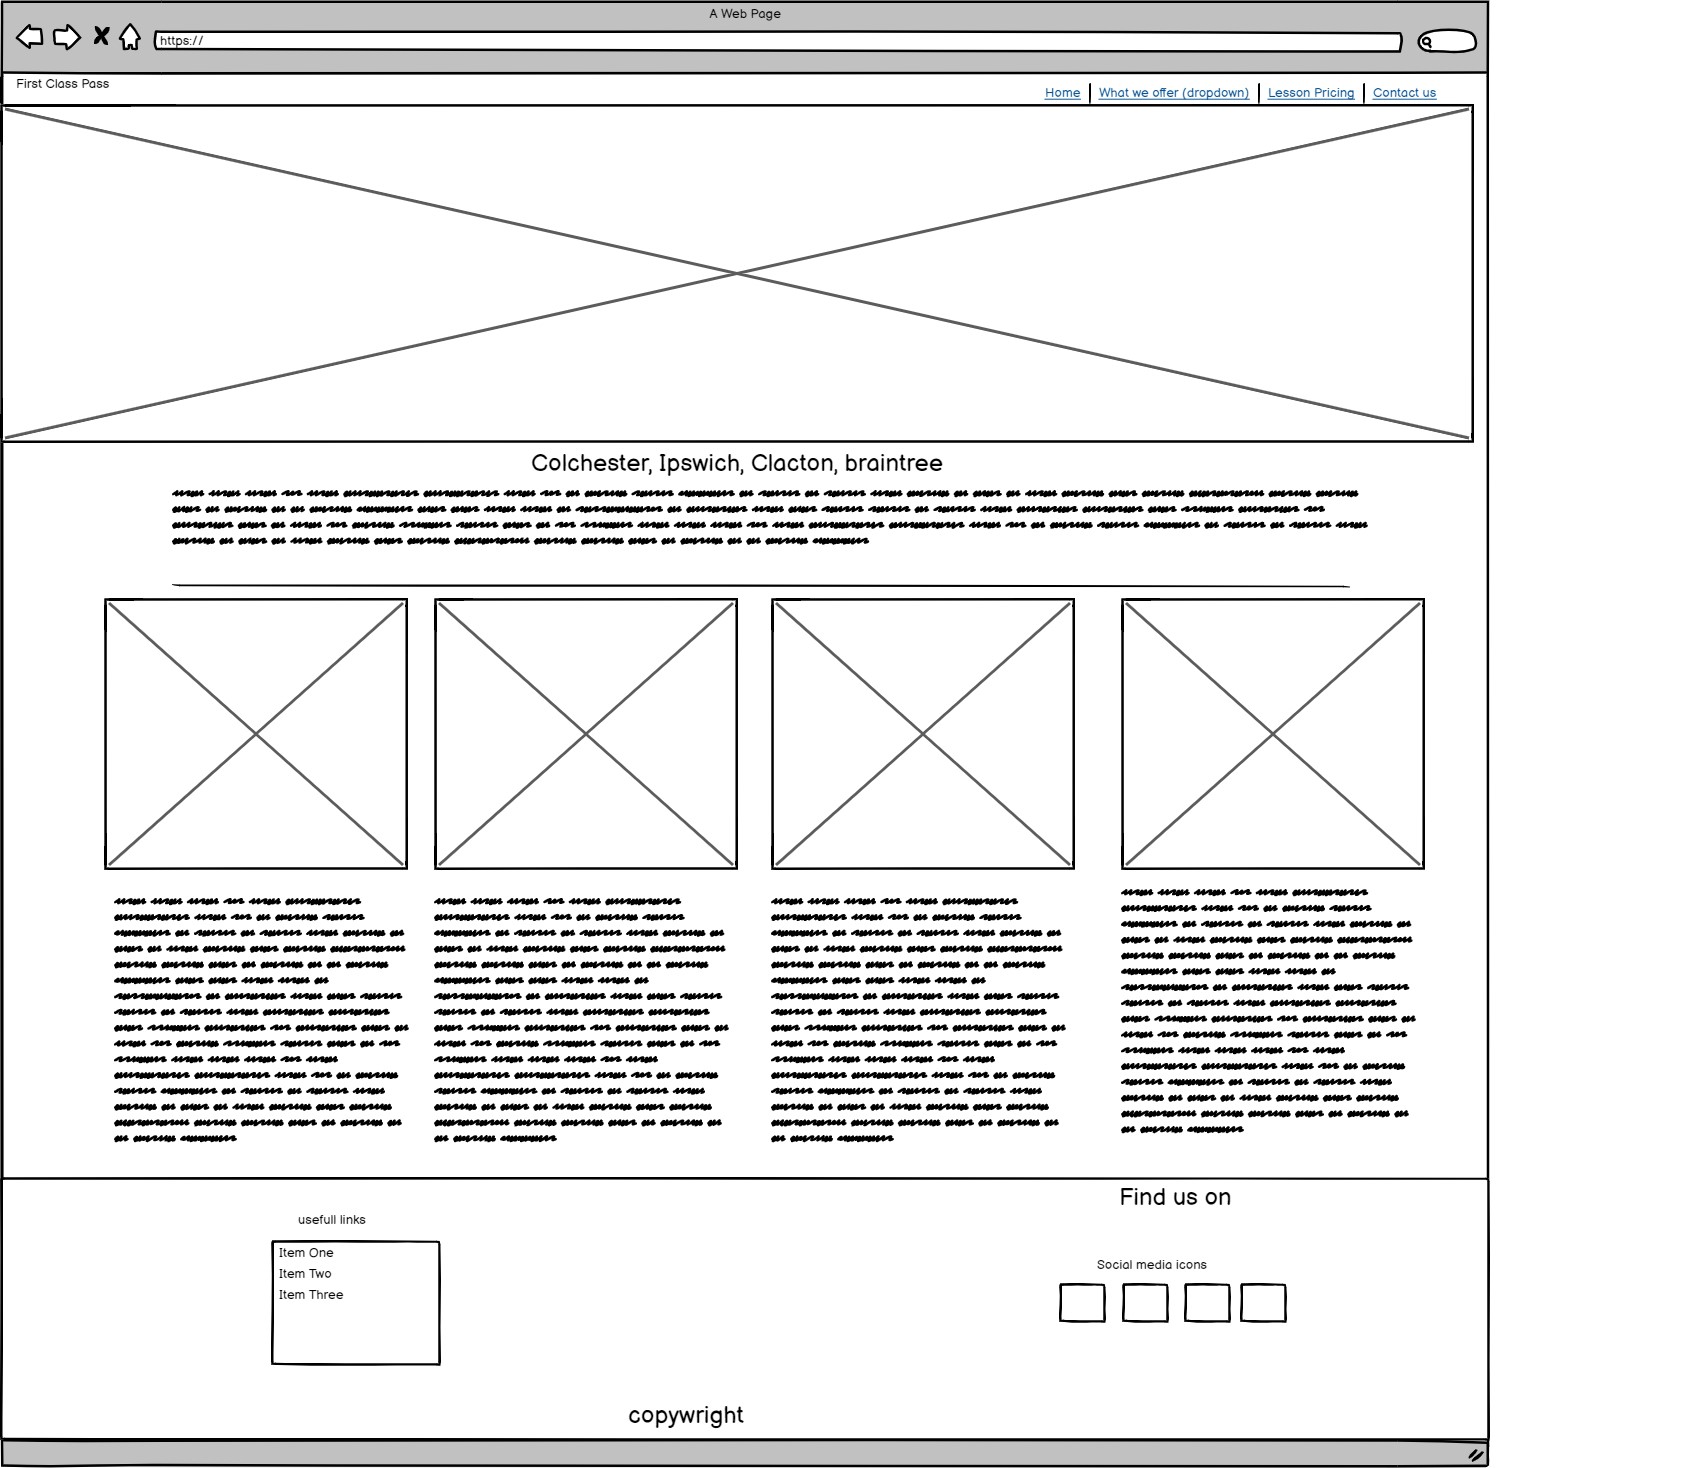 A Web Page
https://
First Class Pass
Home What we offer (dropdown) Lesson Pricing Contact us
Colchester, Ipswich, Clacton, braintree
Find us on
usefull links
Item One
Item Two
Item Three
Social media icons
copywright